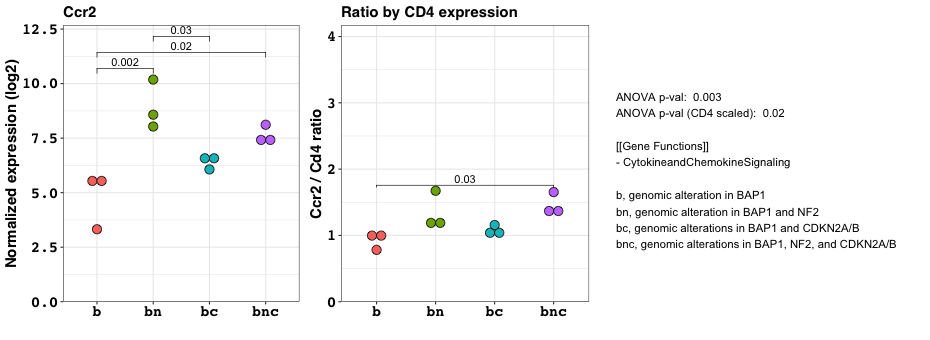 Ccr2
Normalized expression (log2)
12.5
10.0
7.5
5.0
2.5
0.0
0.03
0.02
0.002
b
bn
bc
bnc
Ratio by CD4 expression
Ccr2 / Cd4 ratio
4
3
2
1
0
0.03
b
bn
bc
bnc
ANOVA p-val: 0.003
ANOVA p-val (CD4 scaled): 0.02
[[Gene Functions]]
- CytokineandChemokineSignaling
b, genomic alteration in BAP1
bn, genomic alteration in BAP1 and NF2
bc, genomic alterations in BAP1 and CDKN2A/B
bnc, genomic alterations in BAP1, NF2, and CDKN2A/B